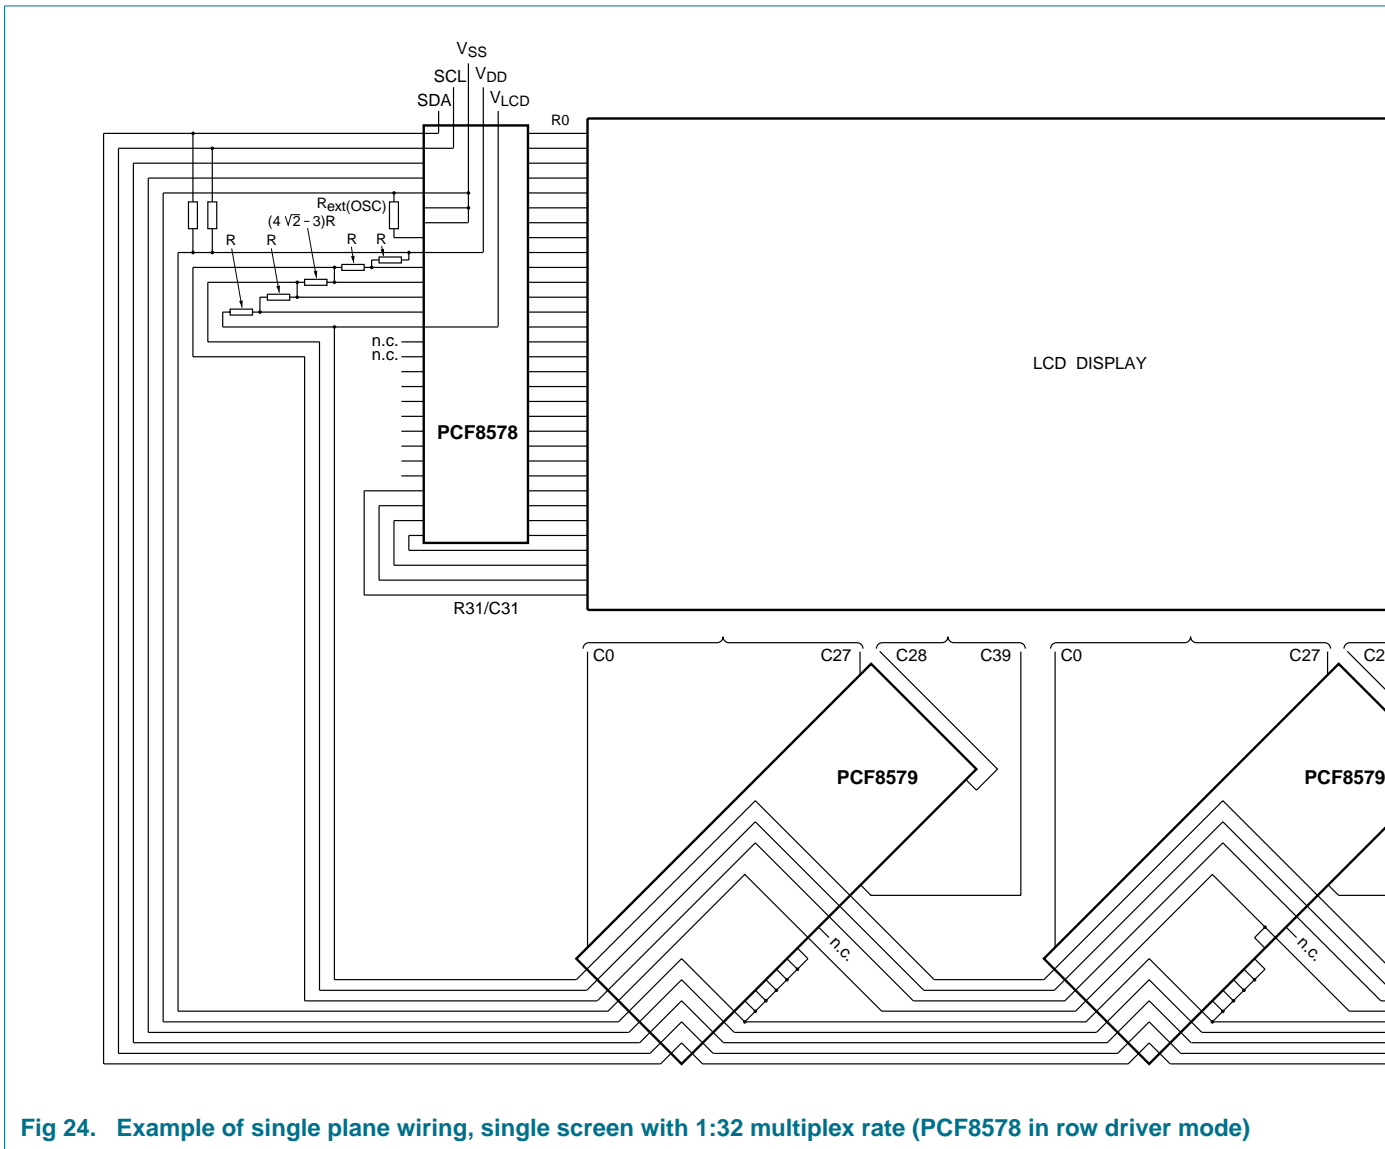 VSS
SCL VDD
SDA VLCD
R0
Rext(OSC)
(4 √2 − 3)R
R R R R
n.c.
n.c.
LCD DISPLAY
PCF8578
R31/C31
C0 C27 C28 C39 C0 C27 C2
PCF8579 PCF8579
n.c. n.c.
Fig 24. Example of single plane wiring, single screen with 1:32 multiplex rate (PCF8578 in row driver mode)